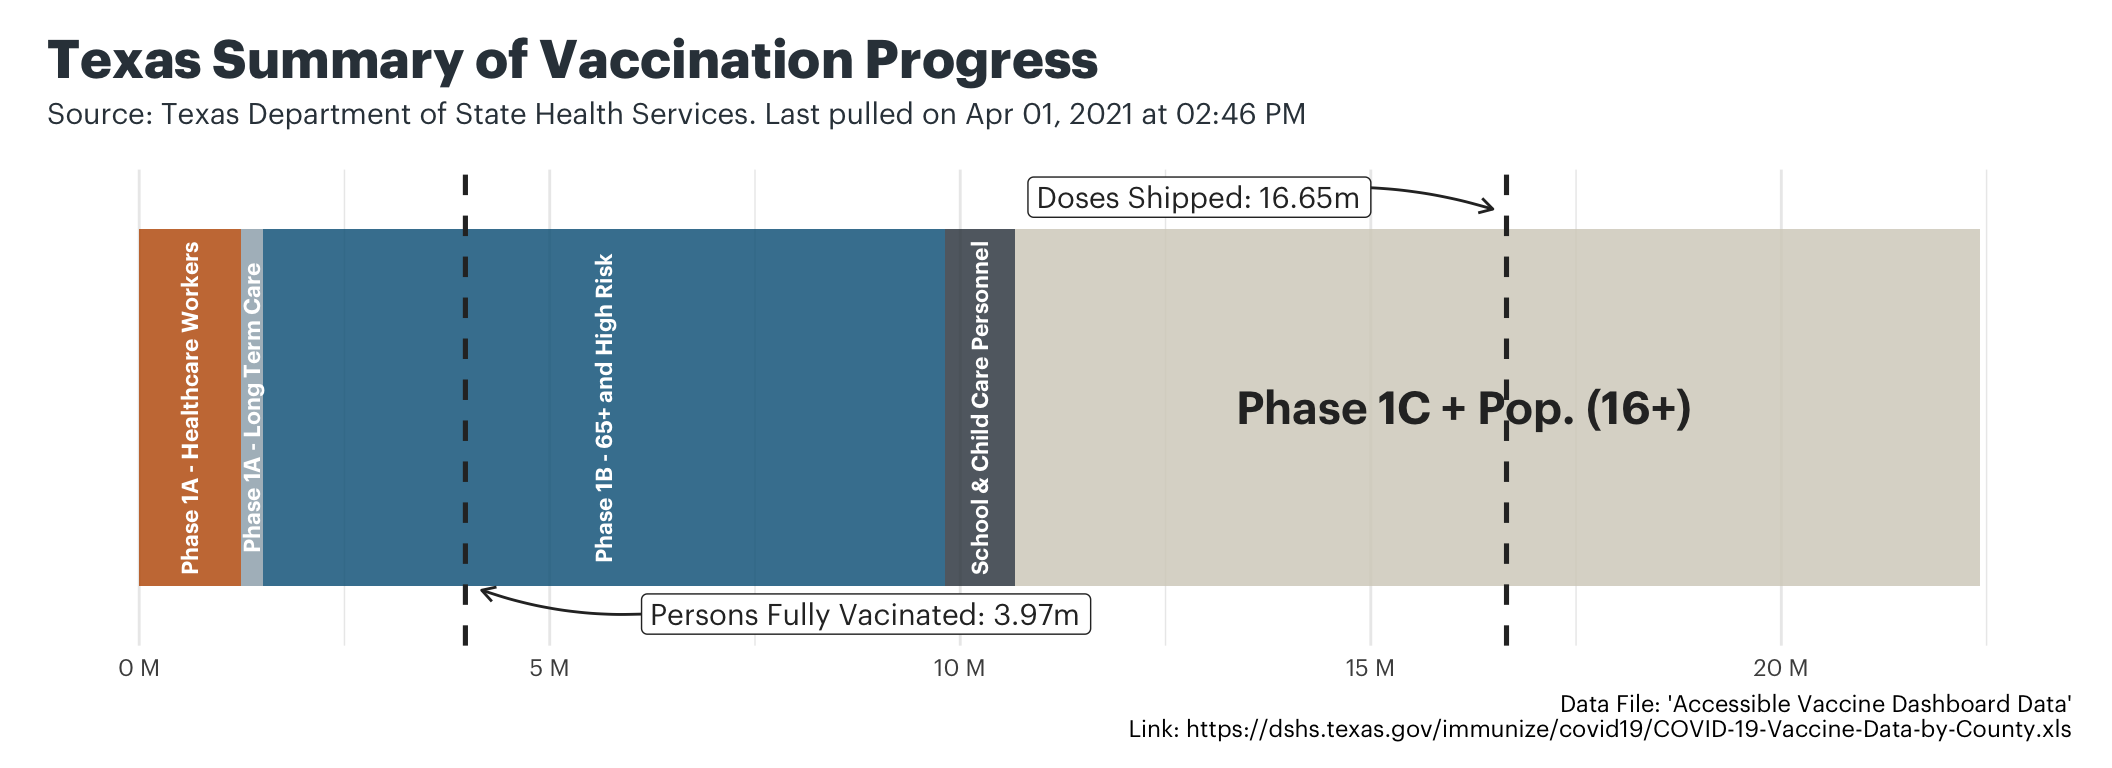 Texas Summary of Vaccination Progress
Source: Texas Department of State Health Services. Last pulled on Apr 01, 2021 at 02:46 PM
Doses Shipped: 16.65m
Phase 1A - Healthcare Workers
Phase 1A - Long Term Care
Phase 1B - 65+ and High Risk
School & Child Care Personnel
Phase 1C + Pop. (16+)
Persons Fully Vacinated: 3.97m
0 M 5 M 10 M 15 M 20 M
Data File: 'Accessible Vaccine Dashboard Data'
Link: https://dshs.texas.gov/immunize/covid19/COVID-19-Vaccine-Data-by-County.xls